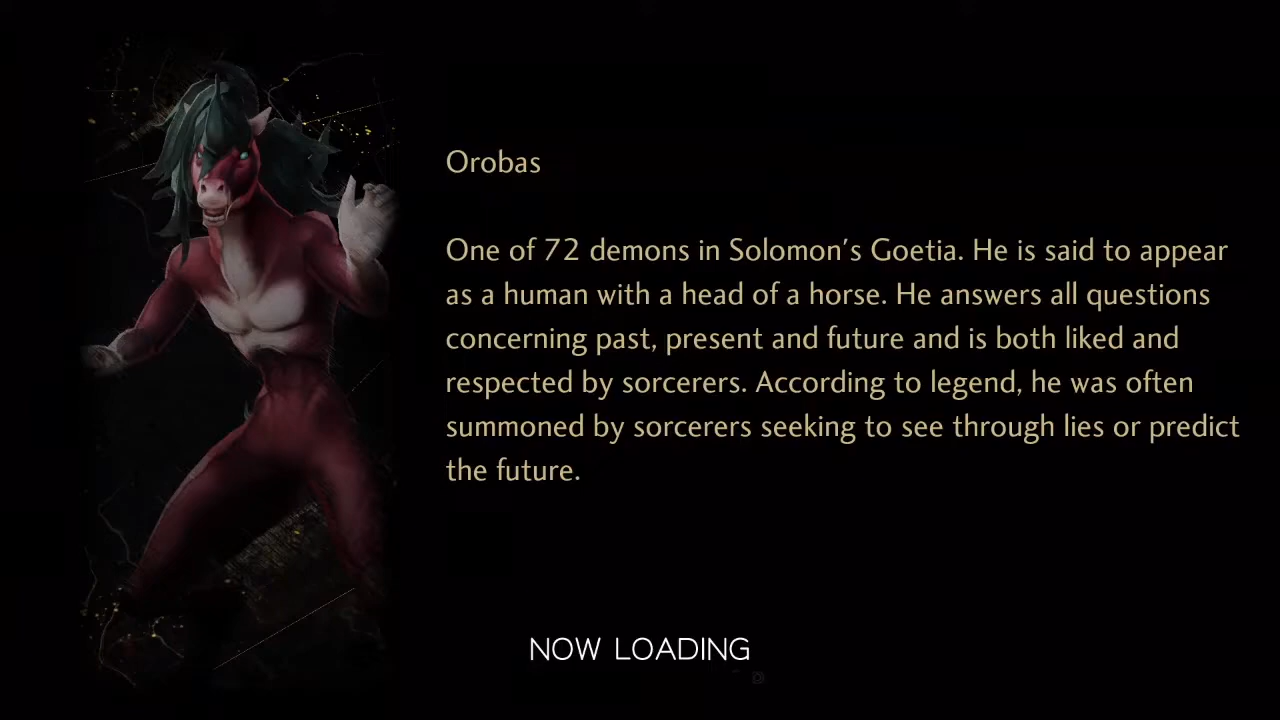 Orobas
One of 72 demons in Solomon's Goetia. He is said to appear
as a human with a head of a horse. He answers all questions
concerning past, present and future and is both liked and
respected by sorcerers. According to legend, he was often
summoned by sorcerers seeking to see through lies or predict
the future.
NOW LOADING